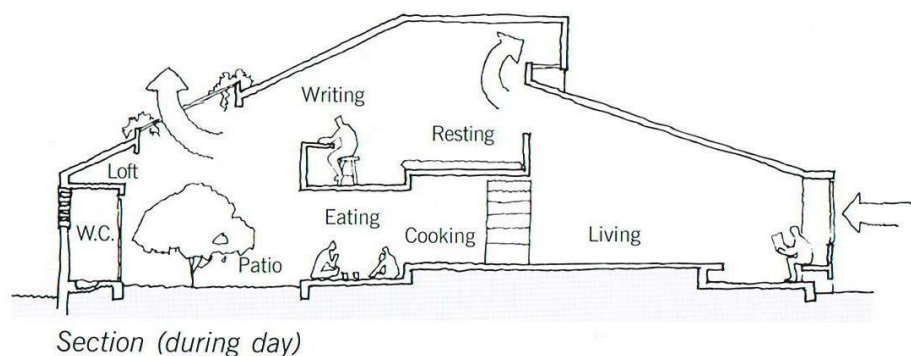 Writing
Resting
Loft
W.C.
Eating
Cooking
Living
Patio
Section (during day)